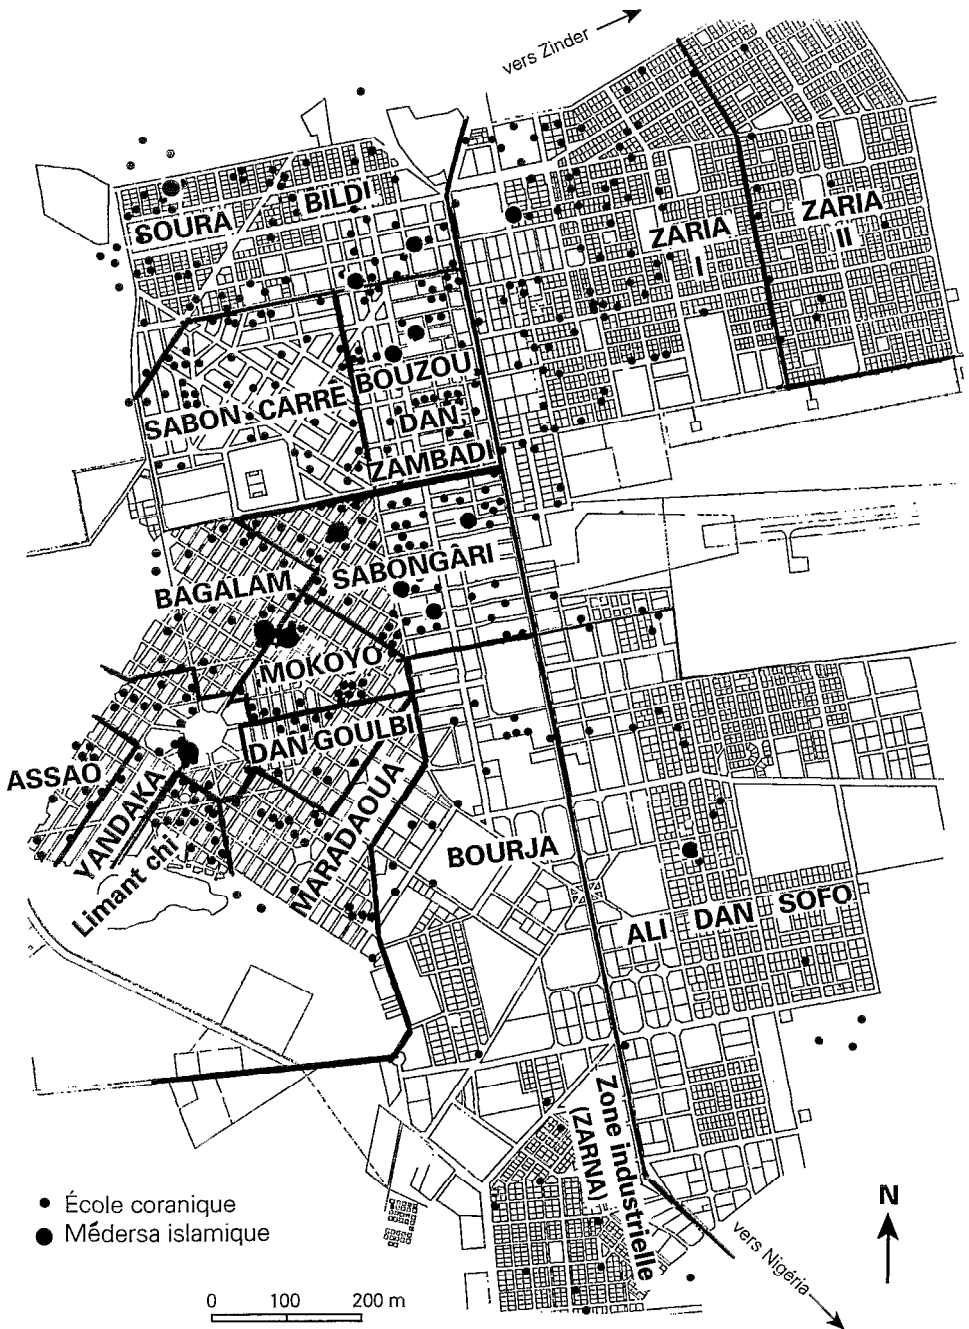 vers Zinder
SOURA
BILDI
ZARIA
I
ZARIA
II
BOUZOU
SABON CARRE
DAN
ZAMBADI
SABONGARI
BAGALAM
MOKOYO
DAN GOULBI
ASSAO
YANDAKA
Limant chi
MARADAOUA
BOURJA
ALI DAN SOFO
Zone industrielle
(ZARNA)
École coranique
Médersa islamique
N
vers Nigéria
0 100 200 m